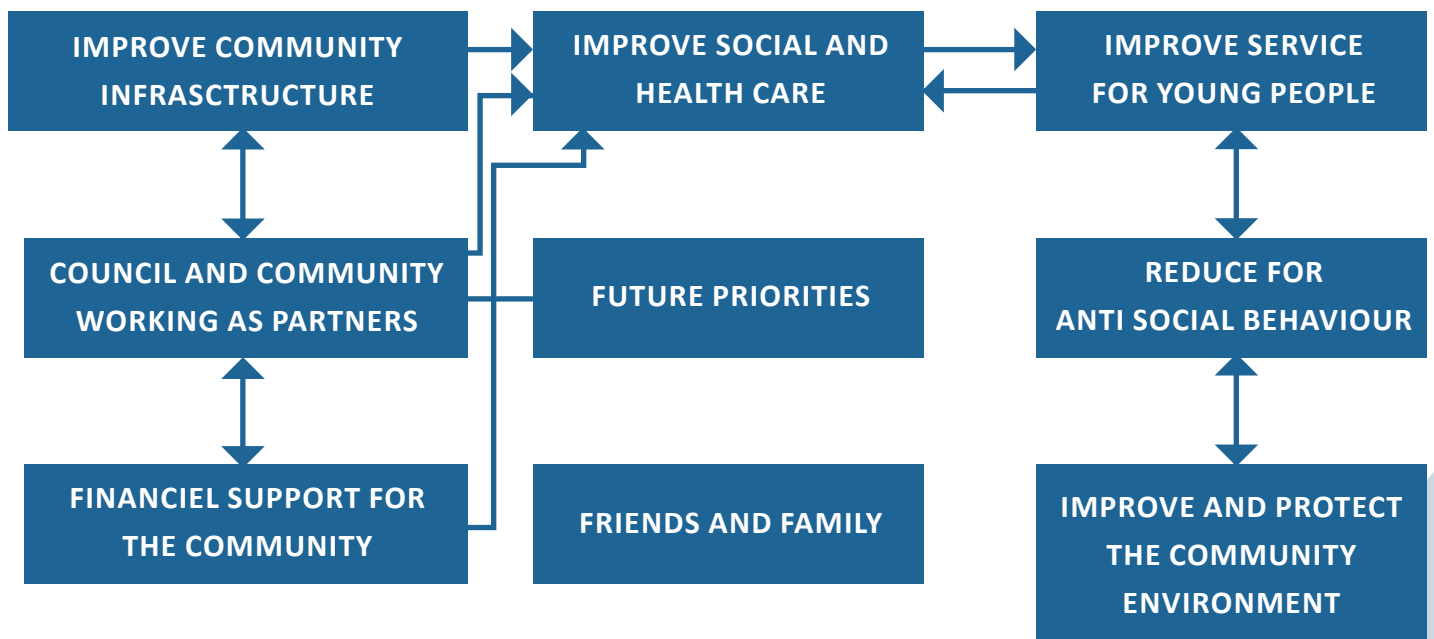 IMPROVE COMMUNITY
INFRASCTRUCTURE
IMPROVE SOCIAL AND
HEALTH CARE
IMPROVE SERVICE
FOR YOUNG PEOPLE
COUNCIL AND COMMUNITY
WORKING AS PARTNERS
FUTURE PRIORITIES
REDUCE FOR
ANTI SOCIAL BEHAVIOUR
FINANCIEL SUPPORT FOR
THE COMMUNITY
FRIENDS AND FAMILY
IMPROVE AND PROTECT
THE COMMUNITY
ENVIRONMENT